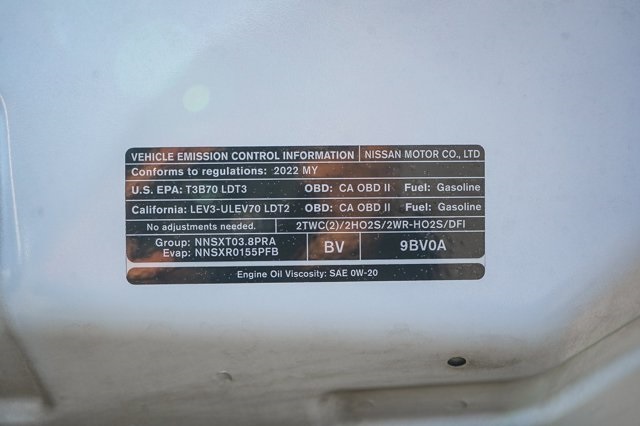 VEHICLE EMISSION CONTROL INFORMATION NISSAN MOTOR CO., LTD
Conforms to regulations: 2022 MY
U.S. EPA: T3B70 LDT3 OBD: CA OBD II Fuel: Gasoline
California: LEV3-ULEV70 LDT2 OBD: CA OBD II Fuel: Gasoline
No adjustments needed. 2TWC(2)/2HO2S/2WR-HO2S/DFI
Group: NNSXT03.8PRA BV 9BV0A
Evap: NNSXR0155PFB
Engine Oil Viscosity: SAE 0W-20